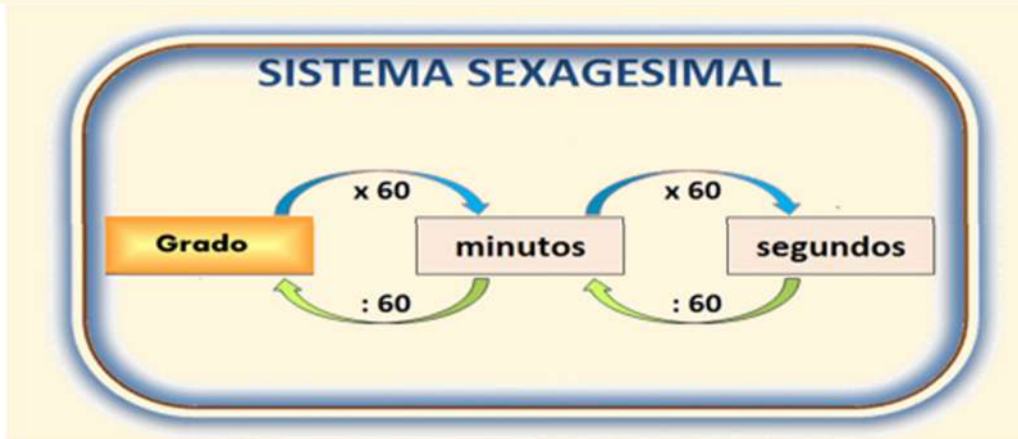 SISTEMA SEXAGESIMAL
x 60
x 60
Grado
minutos
segundos
: 60
: 60